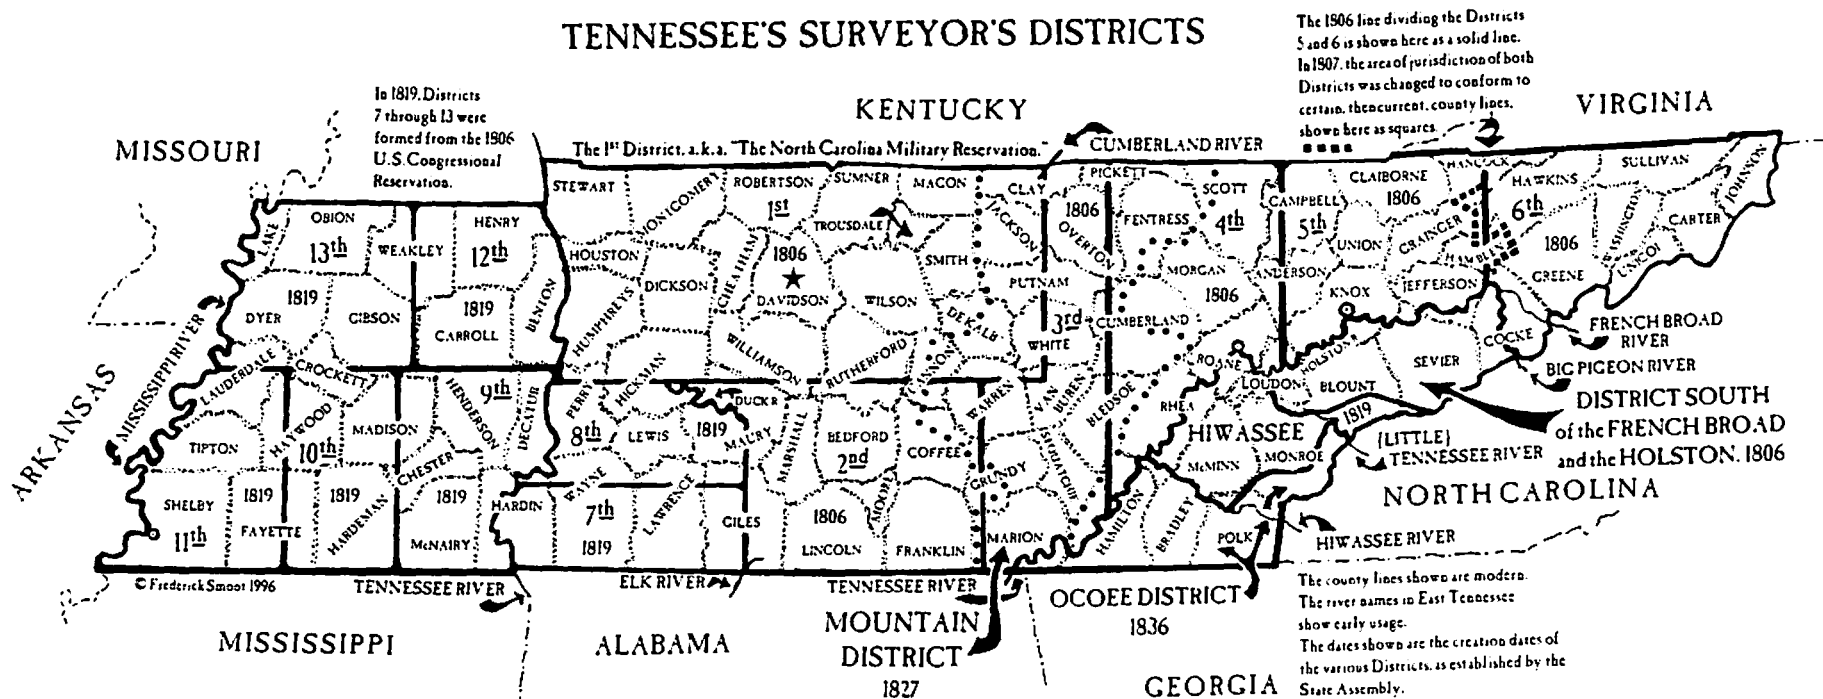 TENNESSEE'S SURVEYOR'S DISTRICTS
The 1806 line dividing the Districts
5 and 6 is shown here as a solid line.
In 1807, the area of jurisdiction of both
Districts was changed to conform to
certain, thencurrent, county lines,
shown here as squares.
In 1819, Districts
7 through 13 were
formed from the 1806
U.S. Congressional
Reservation.
MISSOURI
KENTUCKY
VIRGINIA
The 1st District, a.k.a. "The North Carolina Military Reservation."
CUMBERLAND RIVER
STEWART
MONTGOMERY
ROBERTSON
SUMNER
MACON
CLAY
PICKETT
SCOTT
CAMPBELL
CLAIBORNE
1806
HANCOCK
HAWKINS
SULLIVAN
JOHNSON
LAKE
OBION
13th
WEAKLEY
HENRY
12th
1st
TROUSDALE
JACKSON
1806
OVERTON
FENTRESS
4th
5th
UNION
GRAINGER
6th
WASHINGTON
CARTER
UNICOI
HOUSTON
DICKSON
CHEATHAM
1806
DAVIDSON
WILSON
SMITH
PUTNAM
MORGAN
1806
ANDERSON
KNOX
JEFFERSON
HAMBLEN
1806
GREENE
MISSISSIPPI RIVER
1819
DYER
GIBSON
1819
CARROLL
BENTON
HUMPHREYS
HICKMAN
WILLIAMSON
RUTHERFORD
CANNON
DEKALB
3rd
WHITE
CUMBERLAND
ROANE
LOUDON
HOLSTON R
BLOUNT
1819
SEVIER
COCKE
FRENCH BROAD
RIVER
BIG PIGEON RIVER
ARKANSAS
LAUDERDALE
CROCKETT
HAYWOOD
MADISON
HENDERSON
9th
DECATUR
PERRY
DUCK R
8th
LEWIS
1819
MAURY
MARSHALL
BEDFORD
2nd
COFFEE
WARREN
VAN
BUREN
BLEDSOE
RHEA
HIWASSEE
DISTRICT SOUTH
of the FRENCH BROAD
and the HOLSTON, 1806
{LITTLE}
TENNESSEE RIVER
TIPTON
10th
CHESTER
GRUNDY
SEQUATCHIE
McMINN
MONROE
NORTH CAROLINA
SHELBY
11th
1819
FAYETTE
1819
HARDEMAN
1819
McNAIRY
HARDIN
WAYNE
7th
1819
LAWRENCE
GILES
1806
LINCOLN
MOORE
FRANKLIN
MARION
HAMILTON
BRADLEY
POLK
HIWASSEE RIVER
© Frederick Smoot 1996
TENNESSEE RIVER
ELK RIVER
TENNESSEE RIVER
MISSISSIPPI
ALABAMA
MOUNTAIN
DISTRICT
1827
OCOEE DISTRICT
1836
GEORGIA
The county lines shown are modern.
The river names in East Tennessee
show early usage.
The dates shown are the creation dates of
the various Districts, as established by the
State Assembly.